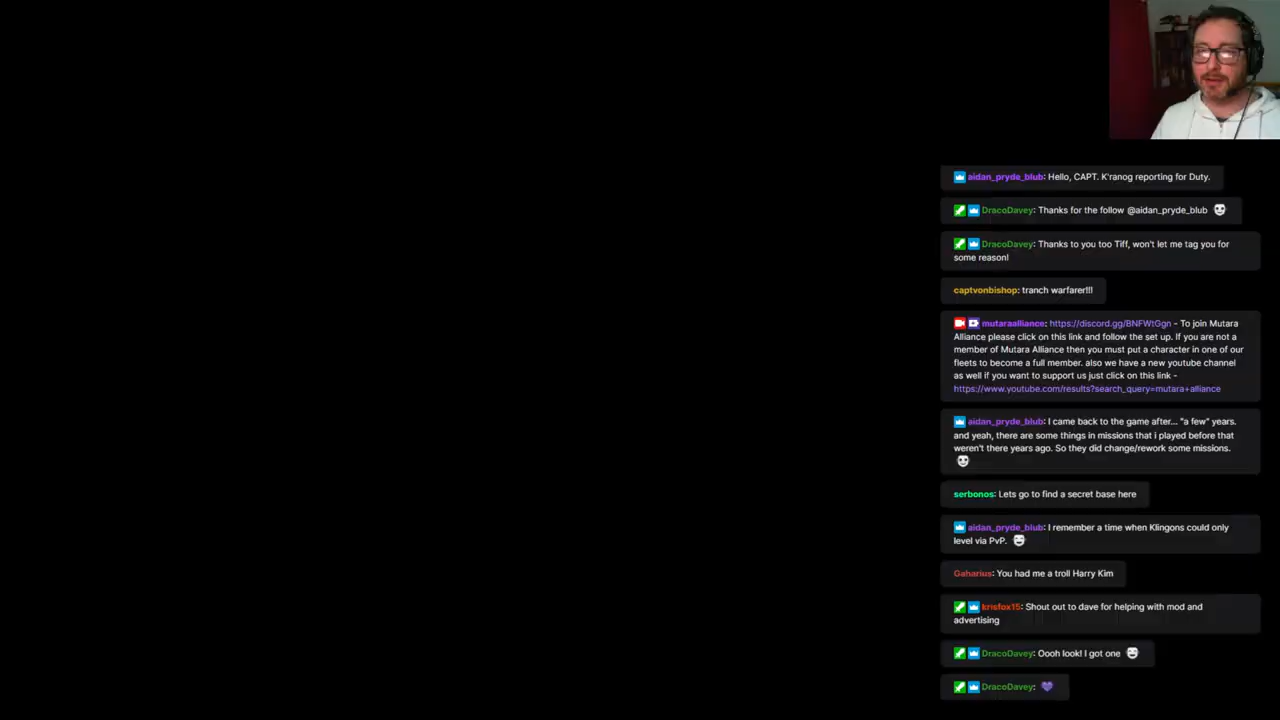 aidan_pryde_blub: Hello, CAPT. K'ranog reporting for Duty.
DracoDavey: Thanks for the follow @aidan_pryde_blub
DracoDavey: Thanks to you too Tiff, won't let me tag you for
some reason!
captvonbishop: tranch warfarer!!!
mutaraalliance: https://discord.gg/BNFWtGgn - To join Mutara
Alliance please click on this link and follow the set up. If you are not a
member of Mutara Alliance then you must put a character in one of our
fleets to become a full member. also we have a new youtube channel
as well if you want to support us just click on this link -
https://www.youtube.com/results?search_query=mutara+alliance
aidan_pryde_blub: I came back to the game after... "a few" years.
and yeah, there are some things in missions that i played before that
weren't there years ago. So they did change/rework some missions.
serbonos: Lets go to find a secret base here
aidan_pryde_blub: I remember a time when Klingons could only
level via PvP.
Gaharius: You had me a troll Harry Kim
krisfox15: Shout out to dave for helping with mod and
advertising
DracoDavey: Oooh look! I got one
DracoDavey: